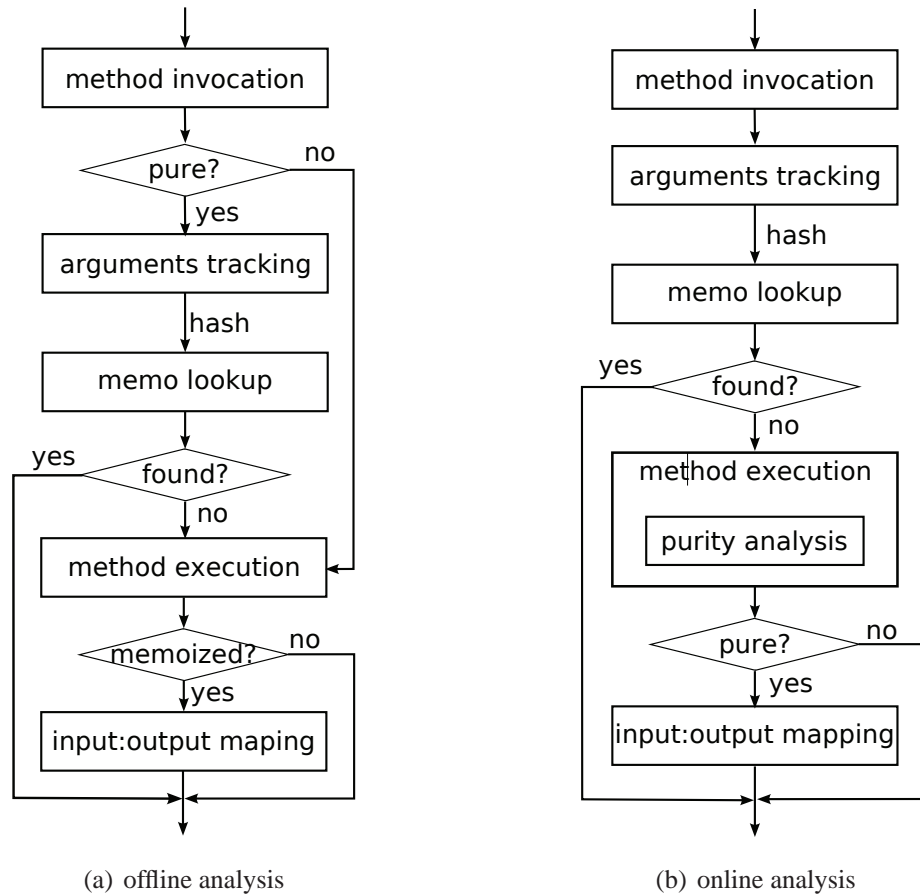 method invocation
pure?
no
yes
arguments tracking
hash
memo lookup
yes
found?
no
method execution
memoized?
no
yes
input:output maping
(a) offline analysis
method invocation
arguments tracking
hash
memo lookup
yes
found?
no
method execution
purity analysis
pure?
no
yes
input:output mapping
(b) online analysis